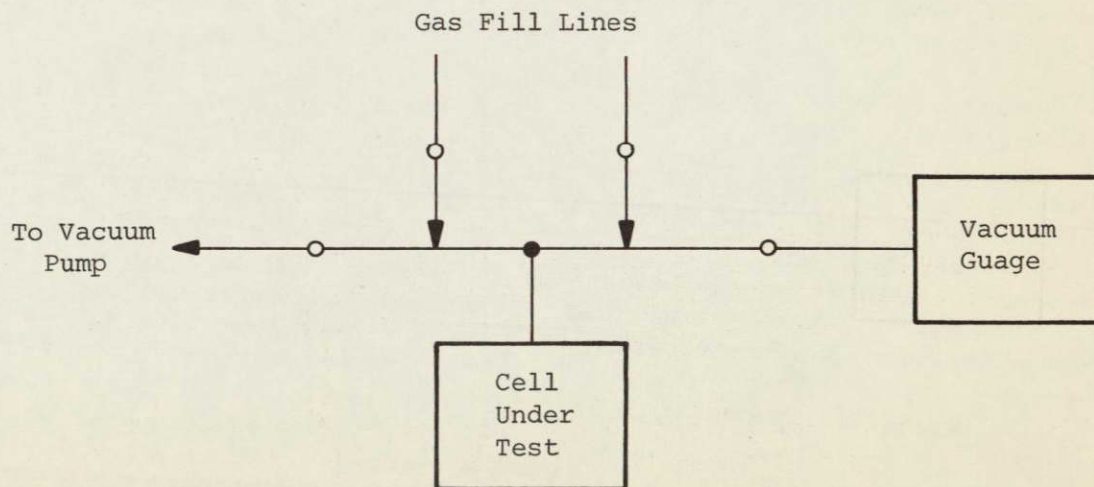 Gas Fill Lines
To Vacuum
Pump
Vacuum
Guage
Cell
Under
Test